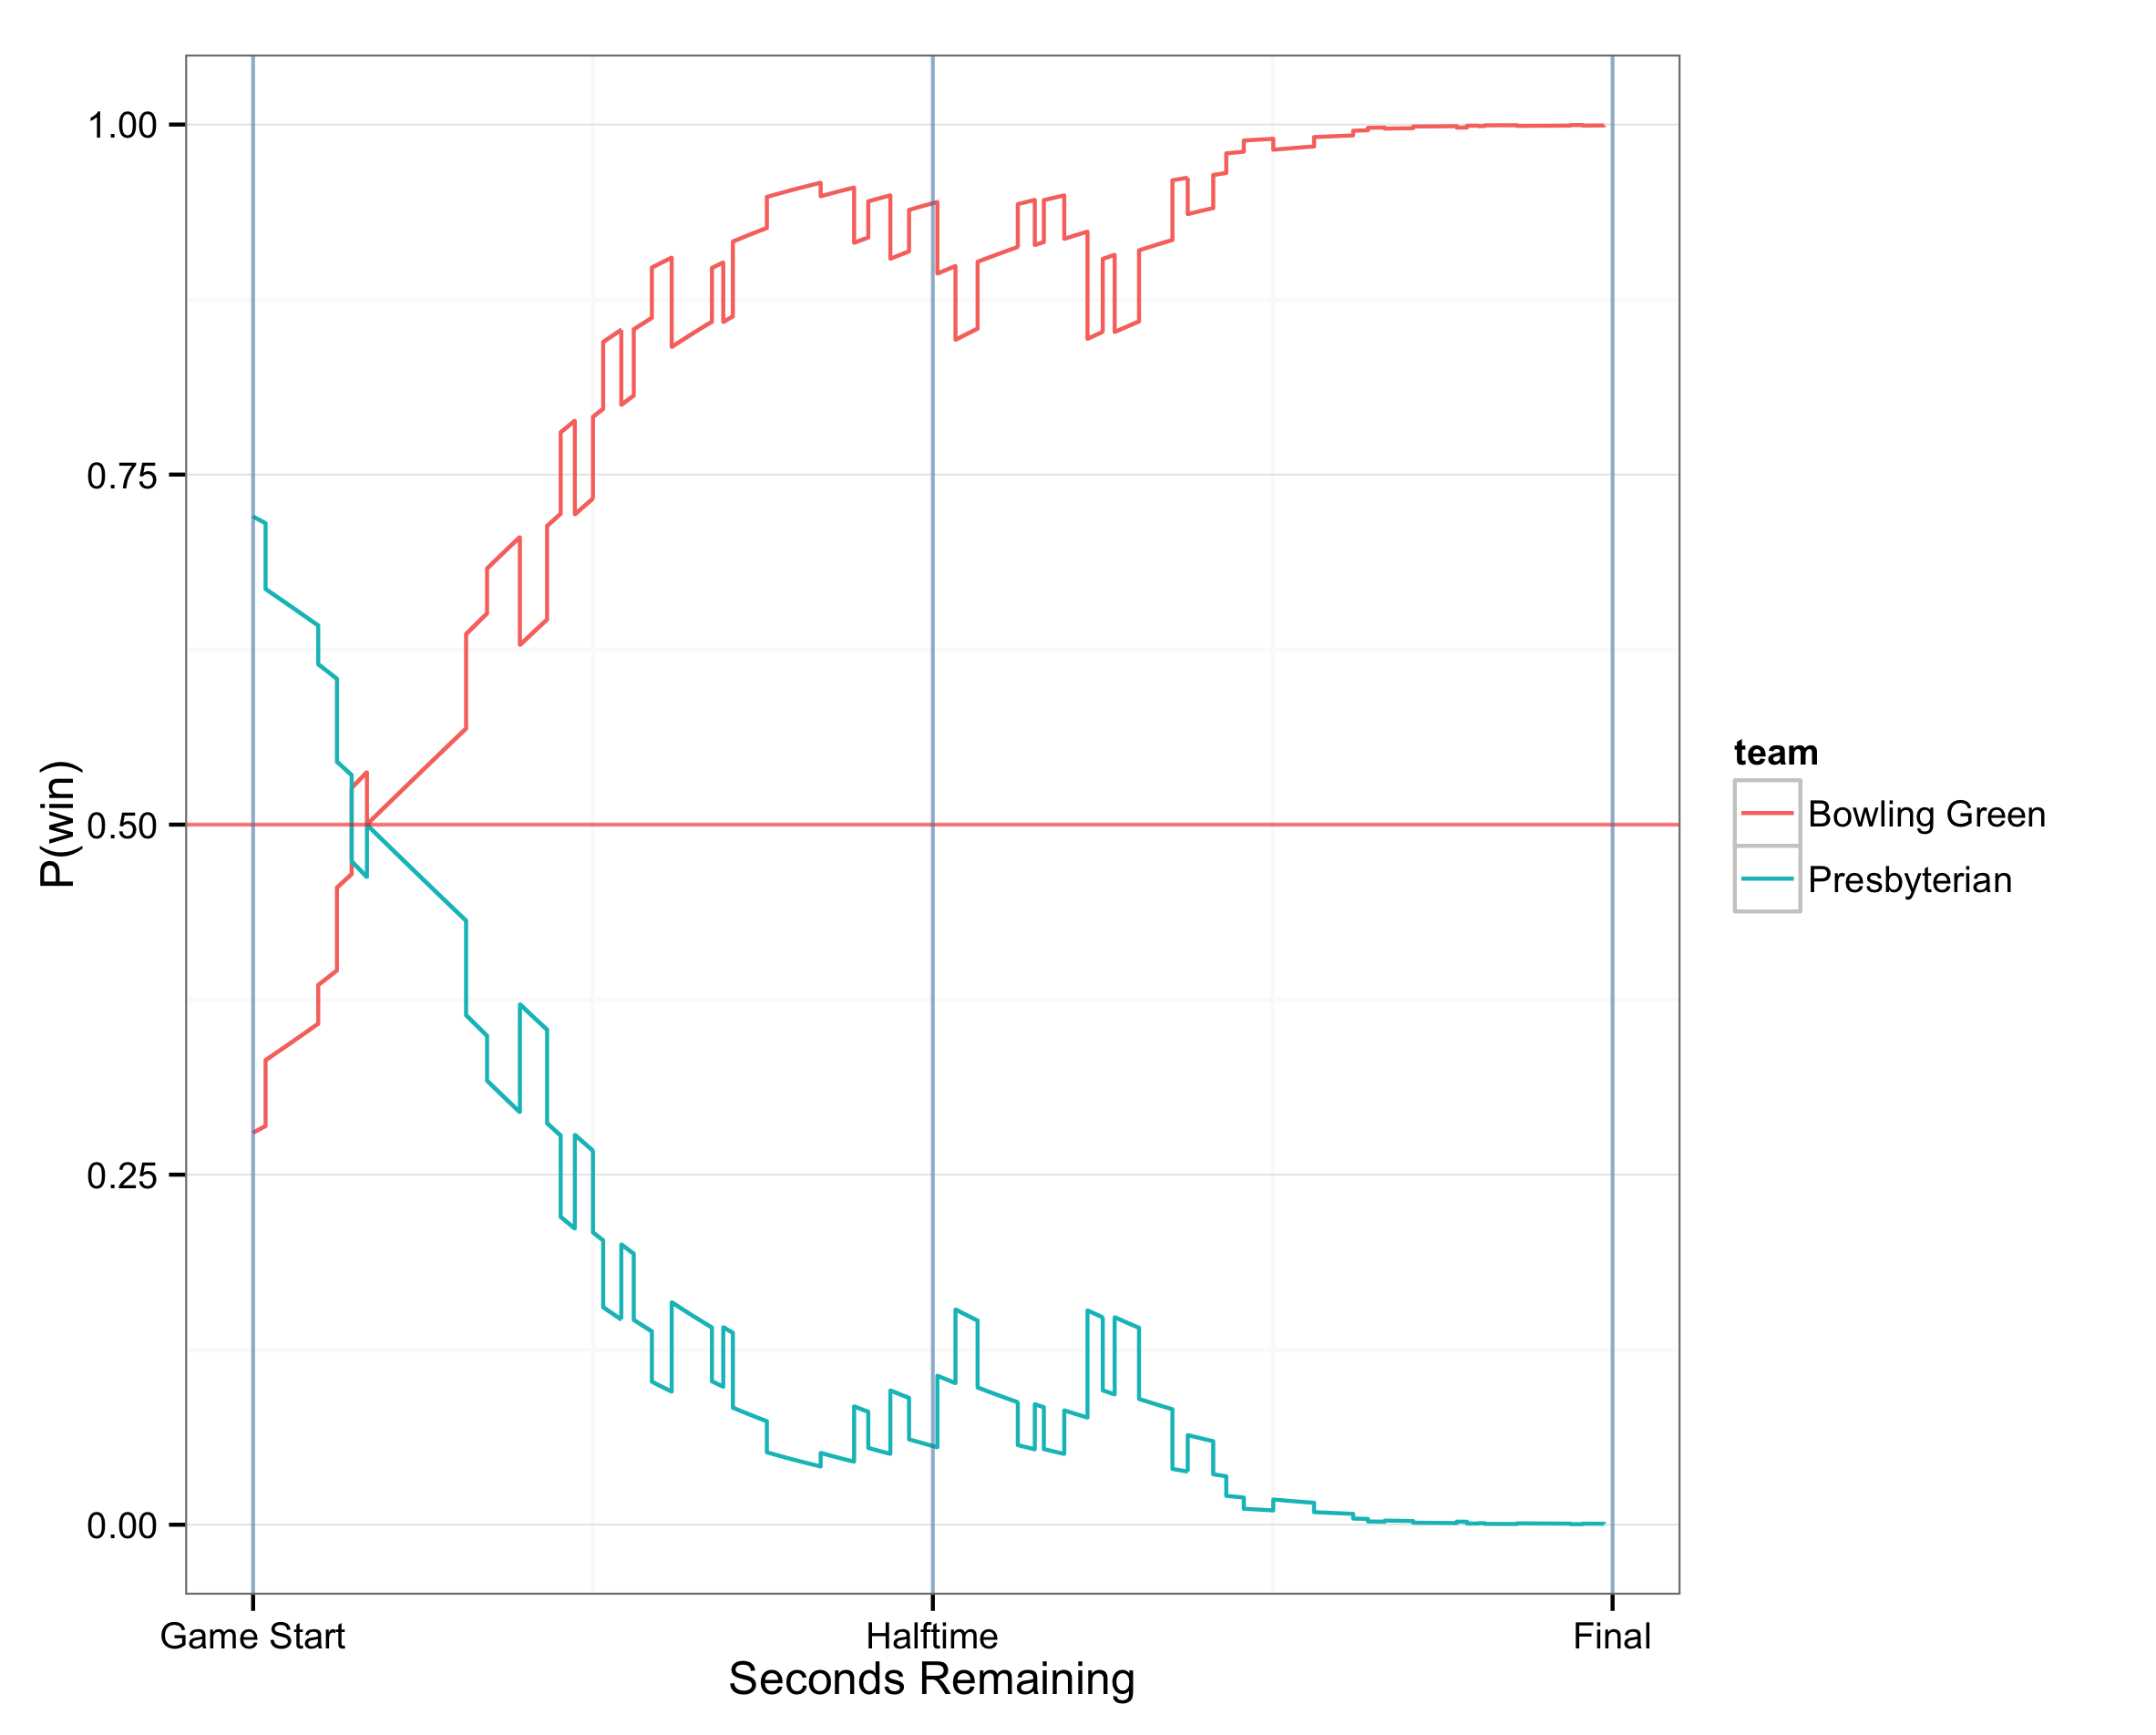 P(win)
1.00
0.75
0.50
0.25
0.00
Game Start
Halftime
Final
Seconds Remaining
team
Bowling Green
Presbyterian